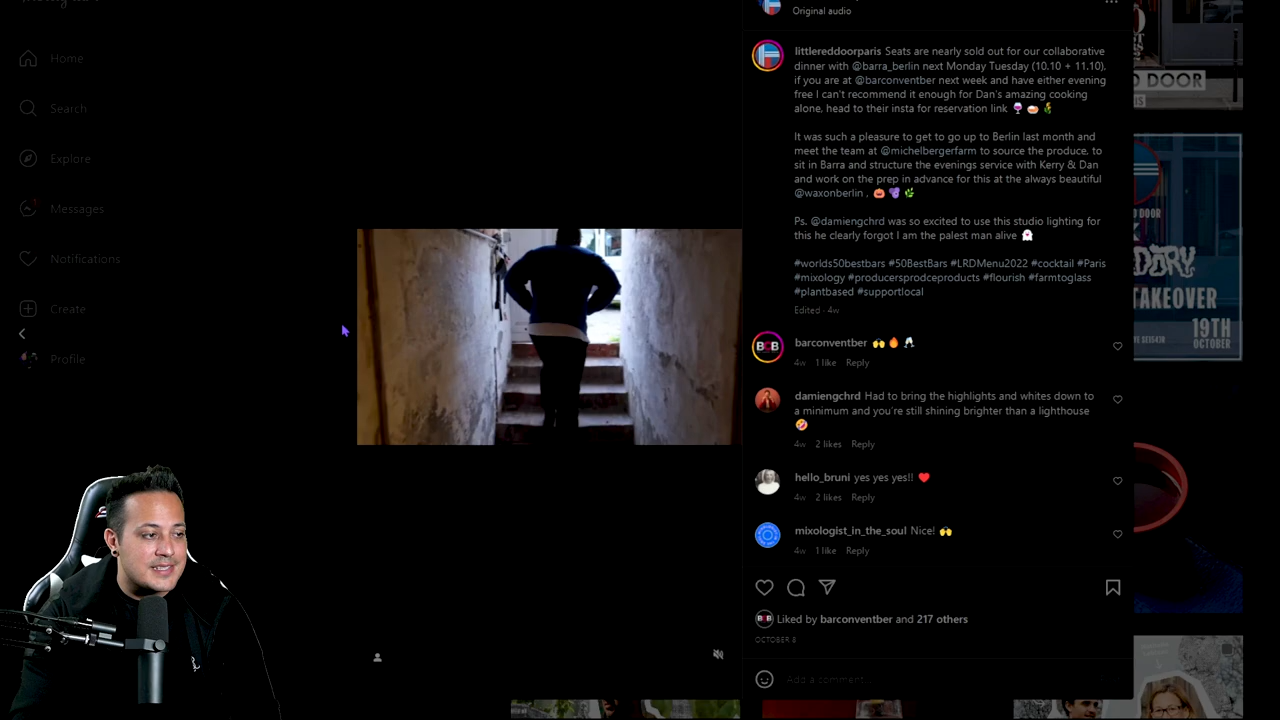 Home
Search
Explore
Messages
Notifications
Create
Profile
Original audio
littlereddoorparis Seats are nearly sold out for our collaborative
dinner with @barra_berlin next Monday Tuesday (10.10 + 11.10),
if you are at @barconventber next week and have either evening
free I can't recommend it enough for Dan's amazing cooking
alone, head to their insta for reservation link 🍷 🥧 🌾
It was such a pleasure to get to go up to Berlin last month and
meet the team at @michelbergerfarm to source the produce, to
sit in Barra and structure the evenings service with Kerry & Dan
and work on the prep in advance for this at the always beautiful
@waxonberlin . 🎃 🍇 🌿
Ps. @damiengchrd was so excited to use this studio lighting for
this he clearly forgot I am the palest man alive 👻
#worlds50bestbars #50BestBars #LRDMenu2022 #cocktail #Paris
#mixology #producersprodceproducts #flourish #farmtoglass
#plantbased #supportlocal
Edited · 4w
BCB
barconventber 🙌 🔥 🥂
4w 1 like Reply
damiengchrd Had to bring the highlights and whites down to
a minimum and you're still shining brighter than a lighthouse
🤣
4w 2 likes Reply
hello_bruni yes yes yes!! ❤️
4w 2 likes Reply
mixologist_in_the_soul Nice! 🙌
4w 1 like Reply
Liked by barconventber and 217 others
OCTOBER 8
Add a comment...
D DOOR
TAKEOVER
19TH
OCTOBER